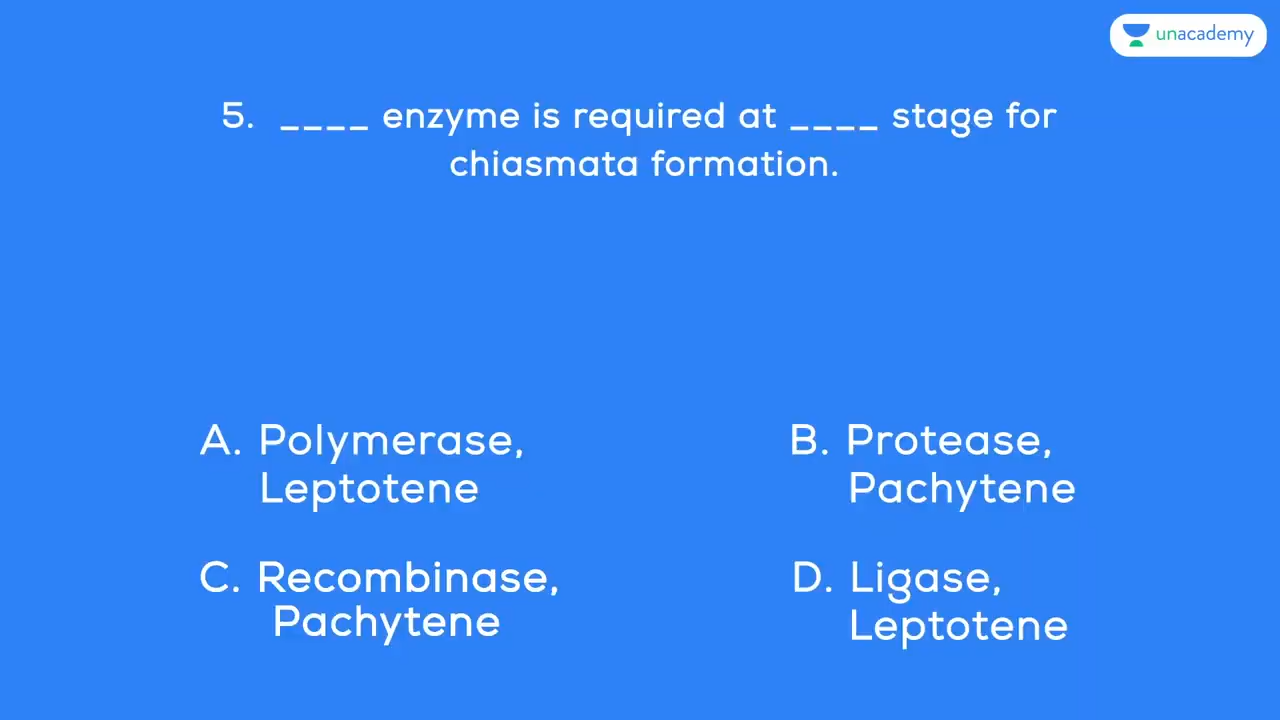 unacademy
5. ____ enzyme is required at ____ stage for
chiasmata formation.
A. Polymerase,
Leptotene
B. Protease,
Pachytene
C. Recombinase,
Pachytene
D. Ligase,
Leptotene